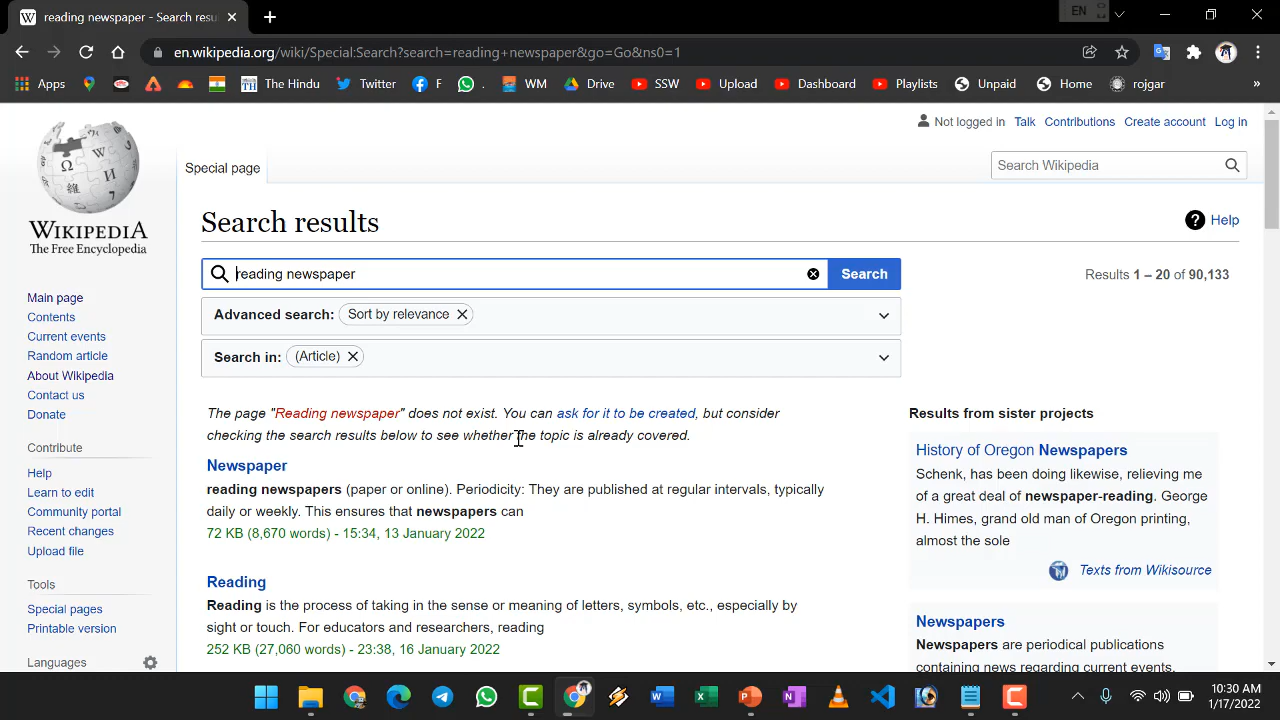 reading newspaper - Search resu
EN
en.wikipedia.org/wiki/Special:Search?search=reading+newspaper&go=Go&ns0=1
Apps The Hindu Twitter F . WM Drive SSW Upload Dashboard Playlists Unpaid Home rojgar »
Not logged in Talk Contributions Create account Log in
Special page
Search Wikipedia
WIKIPEDIA
The Free Encyclopedia
Main page
Contents
Current events
Random article
About Wikipedia
Contact us
Donate
Contribute
Help
Learn to edit
Community portal
Recent changes
Upload file
Tools
Special pages
Printable version
Languages
Search results
Help
reading newspaper
Search
Results 1 – 20 of 90,133
Advanced search: Sort by relevance
Search in: (Article)
The page "Reading newspaper" does not exist. You can ask for it to be created, but consider
checking the search results below to see whether the topic is already covered.
Newspaper
reading newspapers (paper or online). Periodicity: They are published at regular intervals, typically
daily or weekly. This ensures that newspapers can
72 KB (8,670 words) - 15:34, 13 January 2022
Reading
Reading is the process of taking in the sense or meaning of letters, symbols, etc., especially by
sight or touch. For educators and researchers, reading
252 KB (27,060 words) - 23:38, 16 January 2022
Results from sister projects
History of Oregon Newspapers
Schenk, has been doing likewise, relieving me
of a great deal of newspaper-reading. George
H. Himes, grand old man of Oregon printing,
almost the sole
Texts from Wikisource
Newspapers
Newspapers are periodical publications
containing news regarding current events,
10:30 AM
1/17/2022